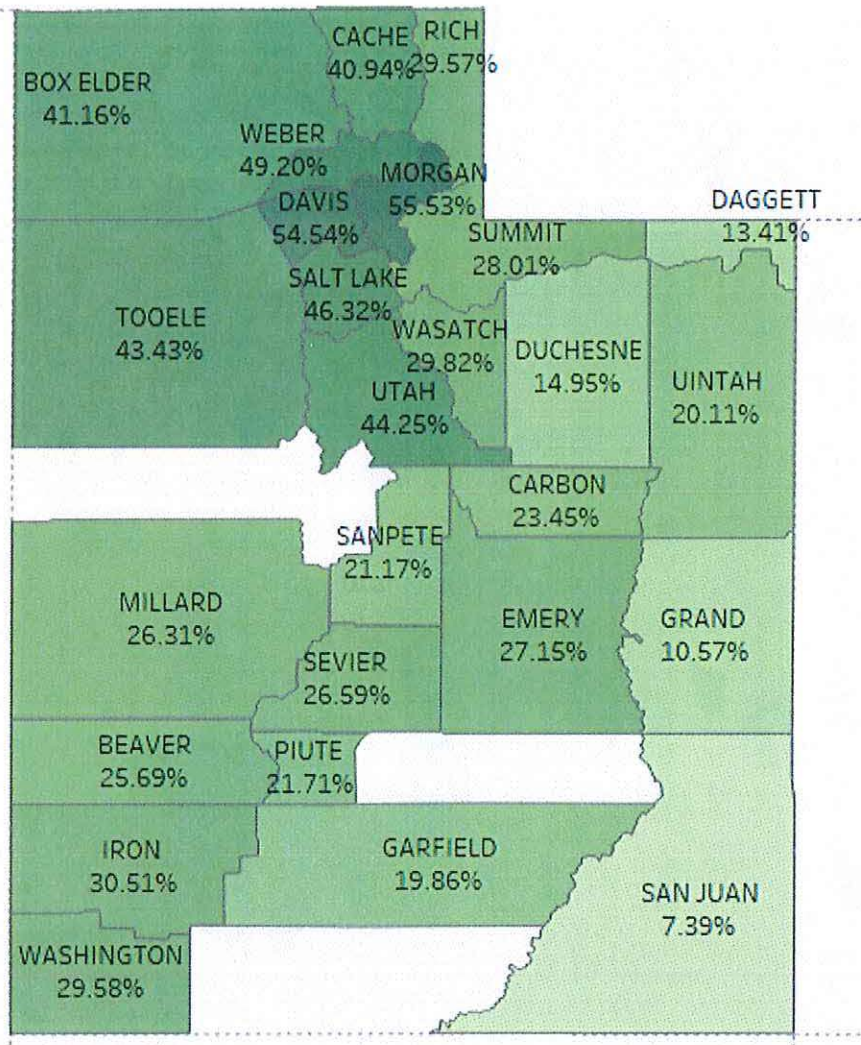 CACHE
40.94%
RICH
29.57%
BOX ELDER
41.16%
WEBER
49.20%
MORGAN
55.53%
DAVIS
54.54%
DAGGETT
13.41%
SUMMIT
28.01%
SALT LAKE
46.32%
TOOELE
43.43%
WASATCH
29.82%
DUCHESNE
14.95%
UINTAH
20.11%
UTAH
44.25%
CARBON
23.45%
SANPETE
21.17%
MILLARD
26.31%
EMERY
27.15%
GRAND
10.57%
SEVIER
26.59%
BEAVER
25.69%
PIUTE
21.71%
IRON
30.51%
GARFIELD
19.86%
SAN JUAN
7.39%
WASHINGTON
29.58%